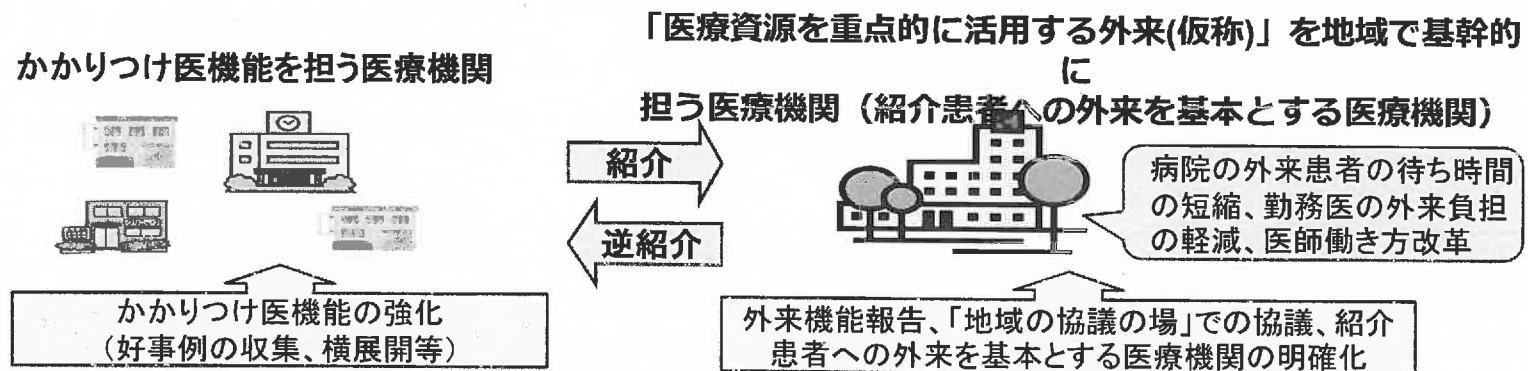 かかりつけ医機能を担う医療機関
「医療資源を重点的に活用する外来(仮称)」を地域で基幹的
に
担う医療機関（紹介患者への外来を基本とする医療機関）
紹介
逆紹介
病院の外来患者の待ち時間
の短縮、勤務医の外来負担
の軽減、医師働き方改革
かかりつけ医機能の強化
（好事例の収集、横展開等）
外来機能報告、「地域の協議の場」での協議、紹介
患者への外来を基本とする医療機関の明確化